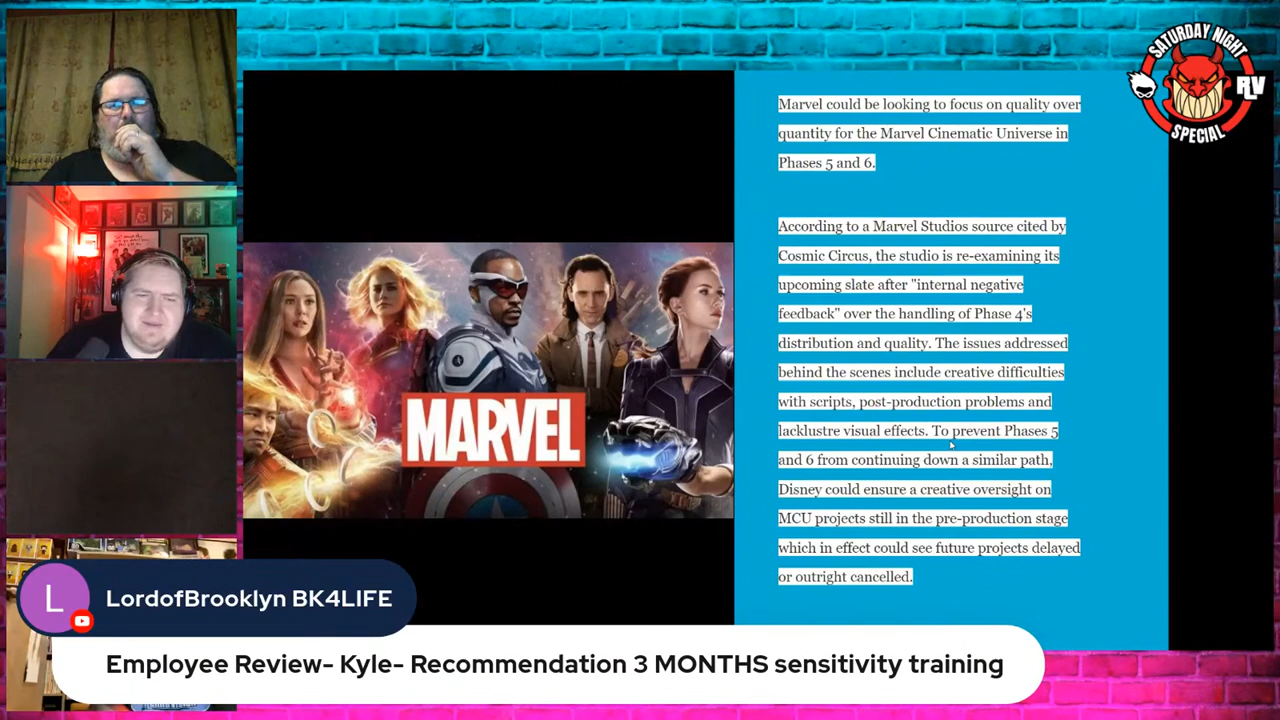 SATURDAY NIGHT
RV
SPECIAL
Marvel could be looking to focus on quality over
quantity for the Marvel Cinematic Universe in
Phases 5 and 6.
According to a Marvel Studios source cited by
Cosmic Circus, the studio is re-examining its
upcoming slate after "internal negative
feedback" over the handling of Phase 4's
distribution and quality. The issues addressed
behind the scenes include creative difficulties
with scripts, post-production problems and
lacklustre visual effects. To prevent Phases 5
and 6 from continuing down a similar path,
Disney could ensure a creative oversight on
MCU projects still in the pre-production stage
which in effect could see future projects delayed
or outright cancelled.
MARVEL
L
LordofBrooklyn BK4LIFE
Employee Review- Kyle- Recommendation 3 MONTHS sensitivity training